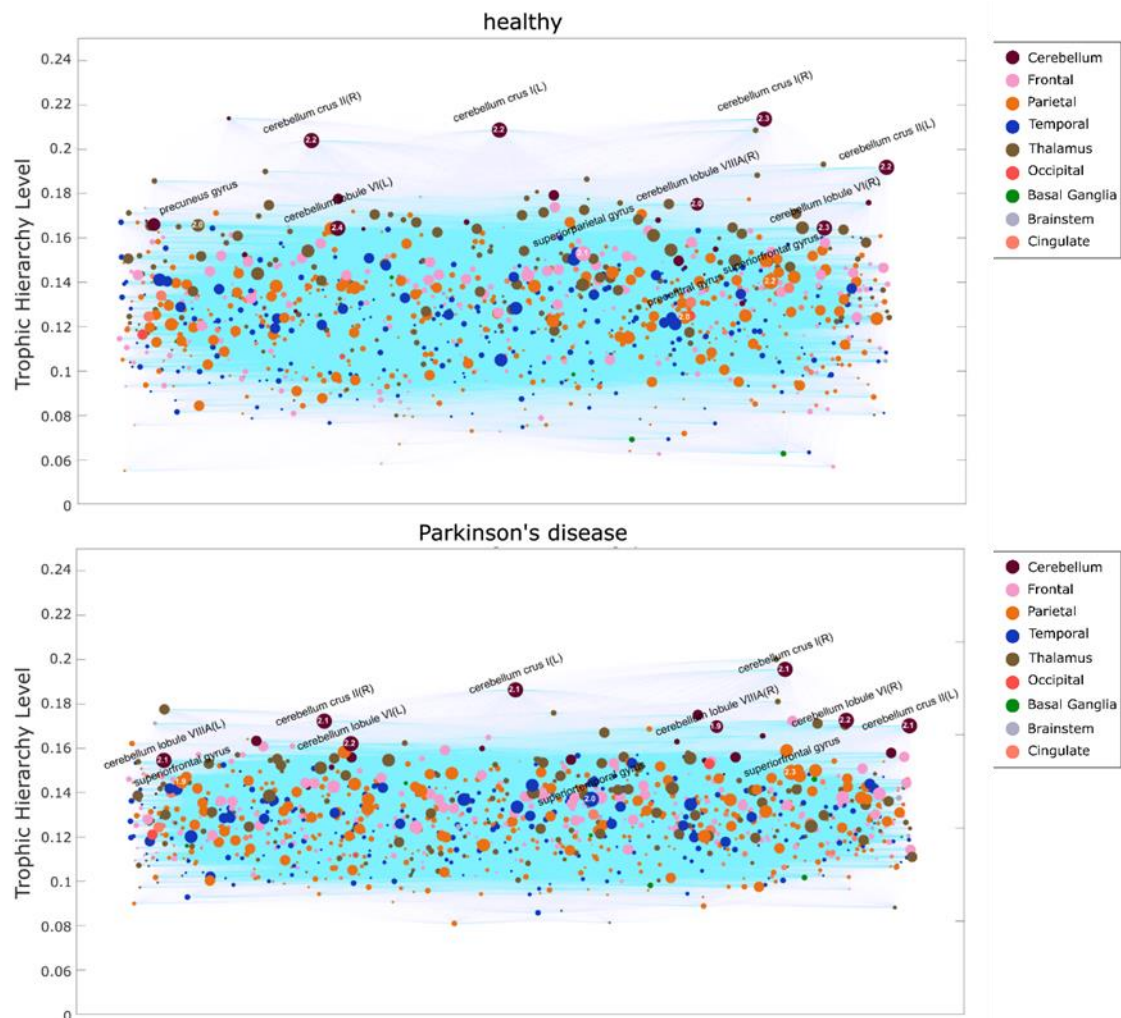 healthy
Trophic Hierarchy Level
0.24
0.22
0.2
0.18
0.16
0.14
0.12
0.1
0.08
0.06
0
cerebellum crus II(R)
cerebellum crus I(L)
cerebellum crus I(R)
cerebellum crus II(L)
precuneus gyrus
cerebellum lobule VI(L)
cerebellum lobule VIIIA(R)
cerebellum lobule VI(R)
superiorparietal gyrus
superiorfrontal gyrus
precentral gyrus
2.2
2.2
2.3
2.2
2.4
2.3
Cerebellum
Frontal
Parietal
Temporal
Thalamus
Occipital
Basal Ganglia
Brainstem
Cingulate
Parkinson's disease
Trophic Hierarchy Level
0.24
0.22
0.2
0.18
0.16
0.14
0.12
0.1
0.08
0.06
0
cerebellum crus I(L)
cerebellum crus I(R)
cerebellum crus II(R)
cerebellum lobule VIIIA(R)
cerebellum lobule VI(R)
cerebellum crus II(L)
cerebellum lobule VIIIA(L)
cerebellum lobule VI(L)
superiorfrontal gyrus
superiorfrontal gyrus
superiortemporal gyrus
2.1
2.1
2.1
2.2
2.1
2.2
2.1
2.0
Cerebellum
Frontal
Parietal
Temporal
Thalamus
Occipital
Basal Ganglia
Brainstem
Cingulate